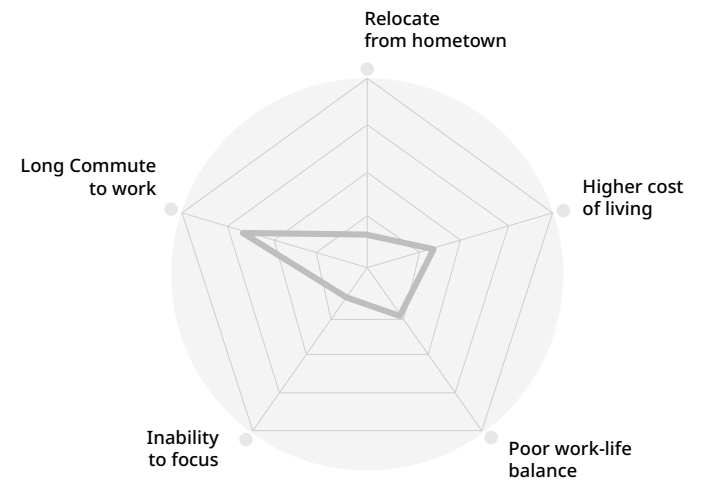 Relocate
from hometown
Long Commute
to work
Higher cost
of living
Inability
to focus
Poor work-life
balance